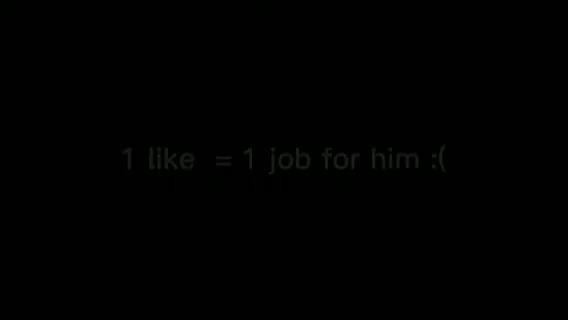 1 like = 1 job for him :(